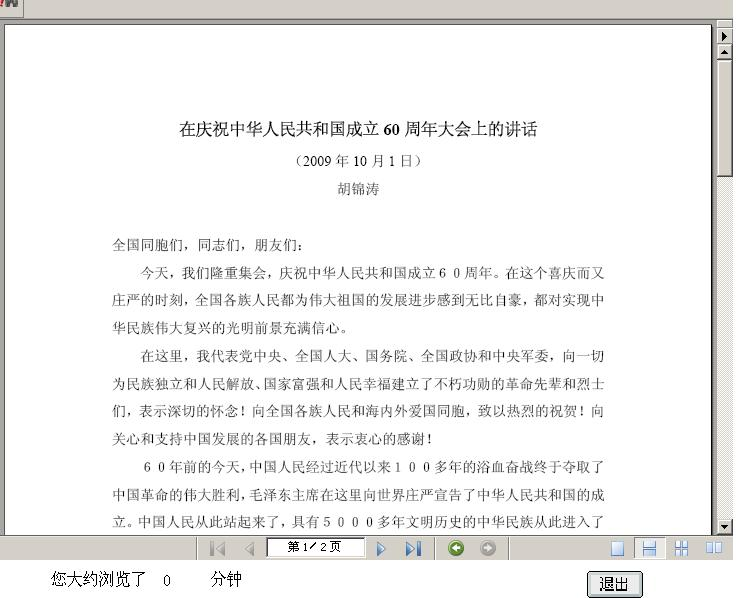 在庆祝中华人民共和国成立 60 周年大会上的讲话
（2009 年 10 月 1 日）
胡锦涛
全国同胞们，同志们，朋友们：
今天，我们隆重集会，庆祝中华人民共和国成立６０周年。在这个喜庆而又
庄严的时刻，全国各族人民都为伟大祖国的发展进步感到无比自豪，都对实现中
华民族伟大复兴的光明前景充满信心。
在这里，我代表党中央、全国人大、国务院、全国政协和中央军委，向一切
为民族独立和人民解放、国家富强和人民幸福建立了不朽功勋的革命先辈和烈士
们，表示深切的怀念！向全国各族人民和海内外爱国同胞，致以热烈的祝贺！向
关心和支持中国发展的各国朋友，表示衷心的感谢！
６０年前的今天，中国人民经过近代以来１００多年的浴血奋战终于夺取了
中国革命的伟大胜利，毛泽东主席在这里向世界庄严宣告了中华人民共和国的成
立。中国人民从此站起来了，具有５０００多年文明历史的中华民族从此进入了
第 1 / 2 页
您大约浏览了 0 分钟
退出